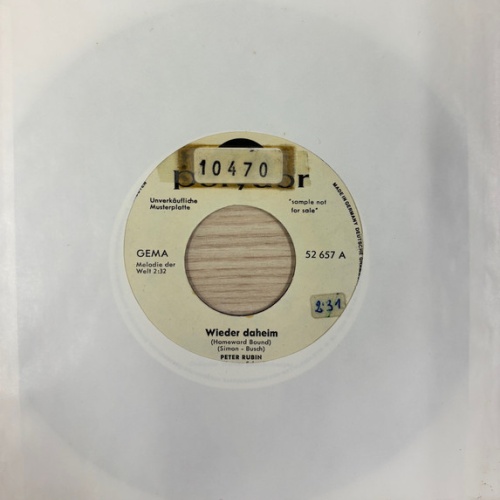 10470
polydor
Unverkäufliche
Musterplatte
"sample not
for sale"
MADE IN GERMANY
GEMA
52 657 A
Melodie der
Welt 2:32
2:31
Wieder daheim
(Homeward Bound)
(Simon - Busch)
PETER RUBIN